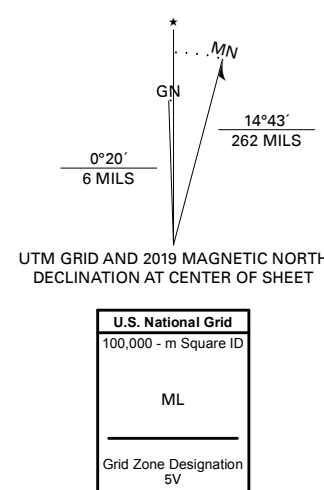 ★
MN
GN
14°43´
262 MILS
0°20´
6 MILS
UTM GRID AND 2019 MAGNETIC NORTH
DECLINATION AT CENTER OF SHEET
U.S. National Grid
100,000 - m Square ID
ML
Grid Zone Designation
5V